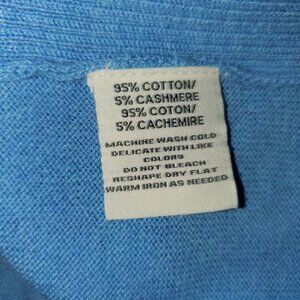 95% COTTON/
5% CASHMERE
95% COTON/
5% CACHEMIRE
MACHINE WASH COLD
DELICATE WITH LIKE
COLORS
DO NOT BLEACH
RESHAPE DRY FLAT
WARM IRON AS NEEDED